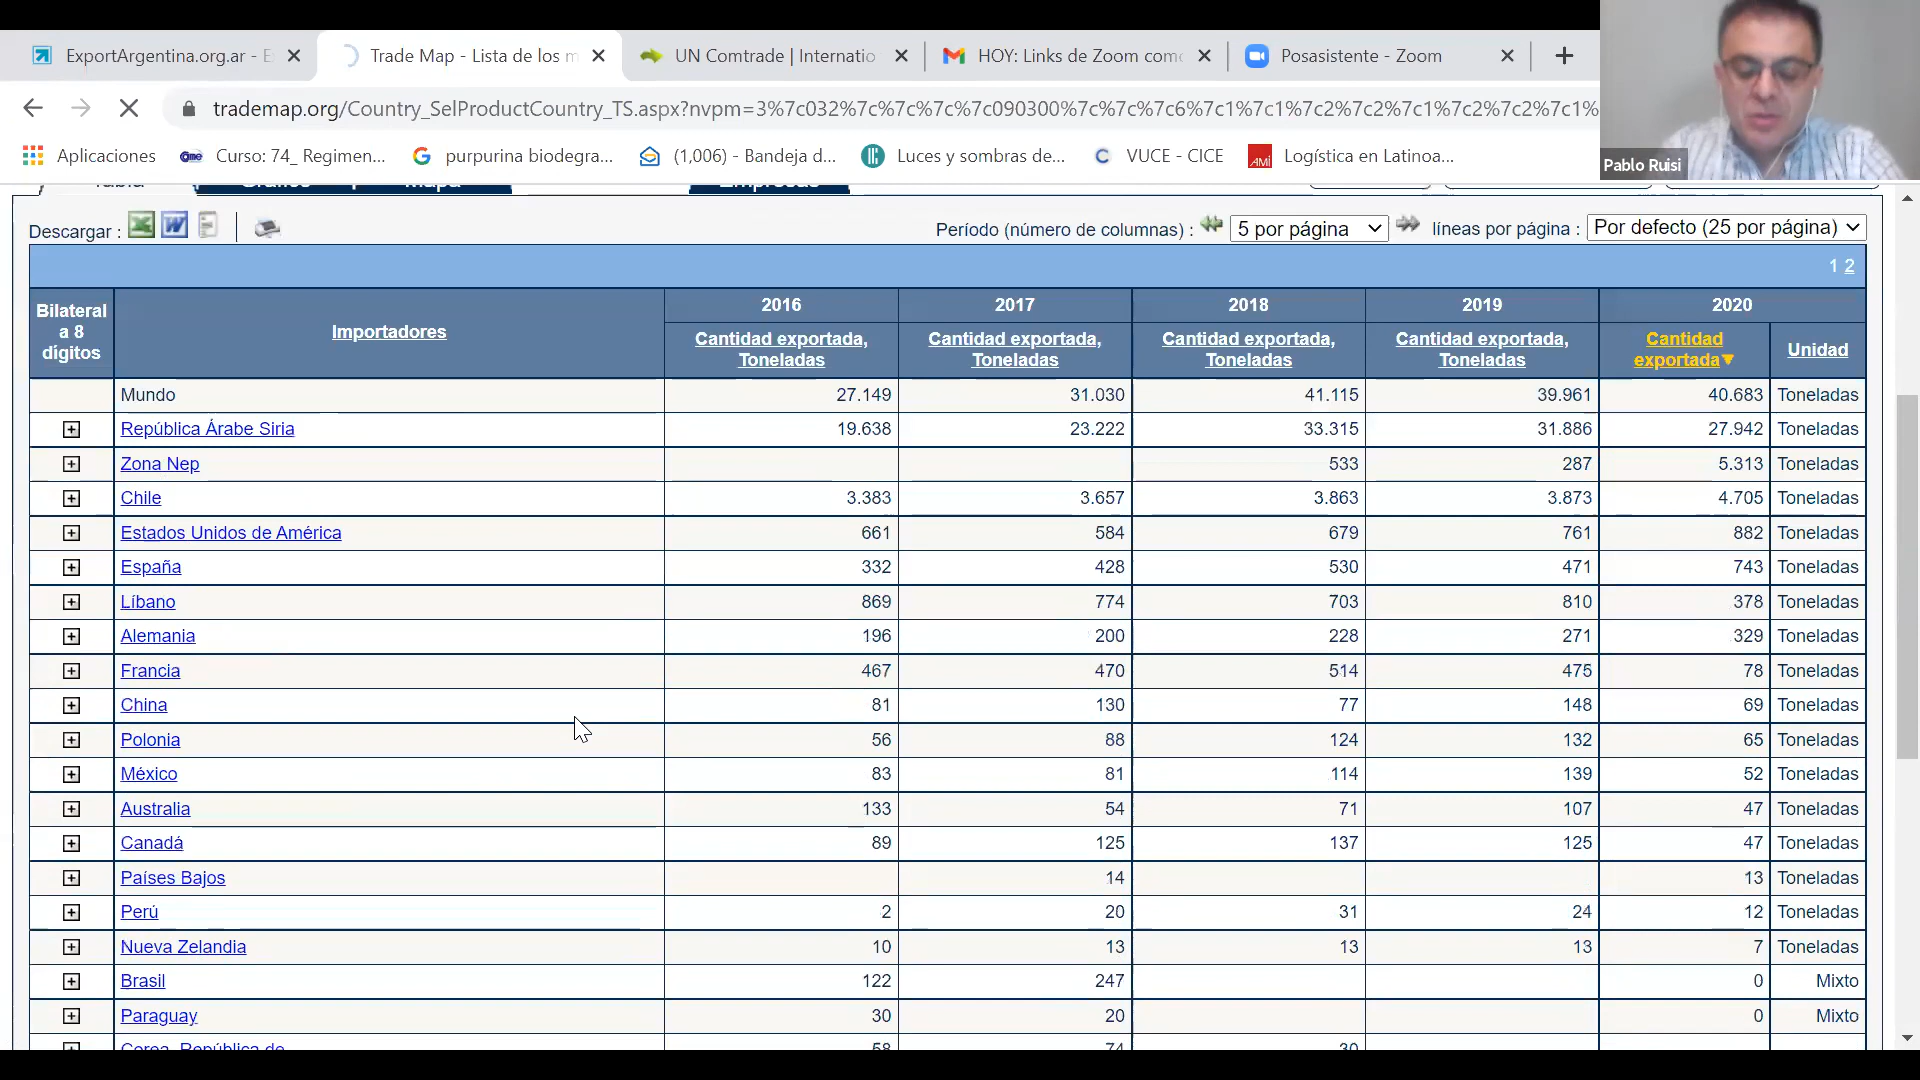 ExportArgentina.org.ar - E
Trade Map - Lista de los m
UN Comtrade | Internatio
HOY: Links de Zoom como
Posasistente - Zoom
trademap.org/Country_SelProductCountry_TS.aspx?nvpm=3%7c032%7c%7c%7c090300%7c%7c%7c6%7c1%7c1%7c2%7c2%7c1%7c2%7c2%7c1%
Aplicaciones
Curso: 74_ Regimen...
purpurina biodegra...
(1,006) - Bandeja d...
Luces y sombras de...
VUCE - CICE
Logística en Latinoa...
Pablo Ruisi
Tabla Gráfico Mapa Empresas
Descargar : Período (número de columnas) : 5 por página líneas por página : Por defecto (25 por página)
1 2
Bilateral a 8 dígitos Importadores 2016 2017 2018 2019 2020
Cantidad exportada, Toneladas Cantidad exportada, Toneladas Cantidad exportada, Toneladas Cantidad exportada, Toneladas Cantidad exportada▼ Unidad
Mundo 27.149 31.030 41.115 39.961 40.683 Toneladas
República Árabe Siria 19.638 23.222 33.315 31.886 27.942 Toneladas
Zona Nep 533 287 5.313 Toneladas
Chile 3.383 3.657 3.863 3.873 4.705 Toneladas
Estados Unidos de América 661 584 679 761 882 Toneladas
España 332 428 530 471 743 Toneladas
Líbano 869 774 703 810 378 Toneladas
Alemania 196 200 228 271 329 Toneladas
Francia 467 470 514 475 78 Toneladas
China 81 130 77 148 69 Toneladas
Polonia 56 88 124 132 65 Toneladas
México 83 81 114 139 52 Toneladas
Australia 133 54 71 107 47 Toneladas
Canadá 89 125 137 125 47 Toneladas
Países Bajos 14 13 Toneladas
Perú 2 20 31 24 12 Toneladas
Nueva Zelandia 10 13 13 13 7 Toneladas
Brasil 122 247 0 Mixto
Paraguay 30 20 0 Mixto
Corea, República de 58 74 30